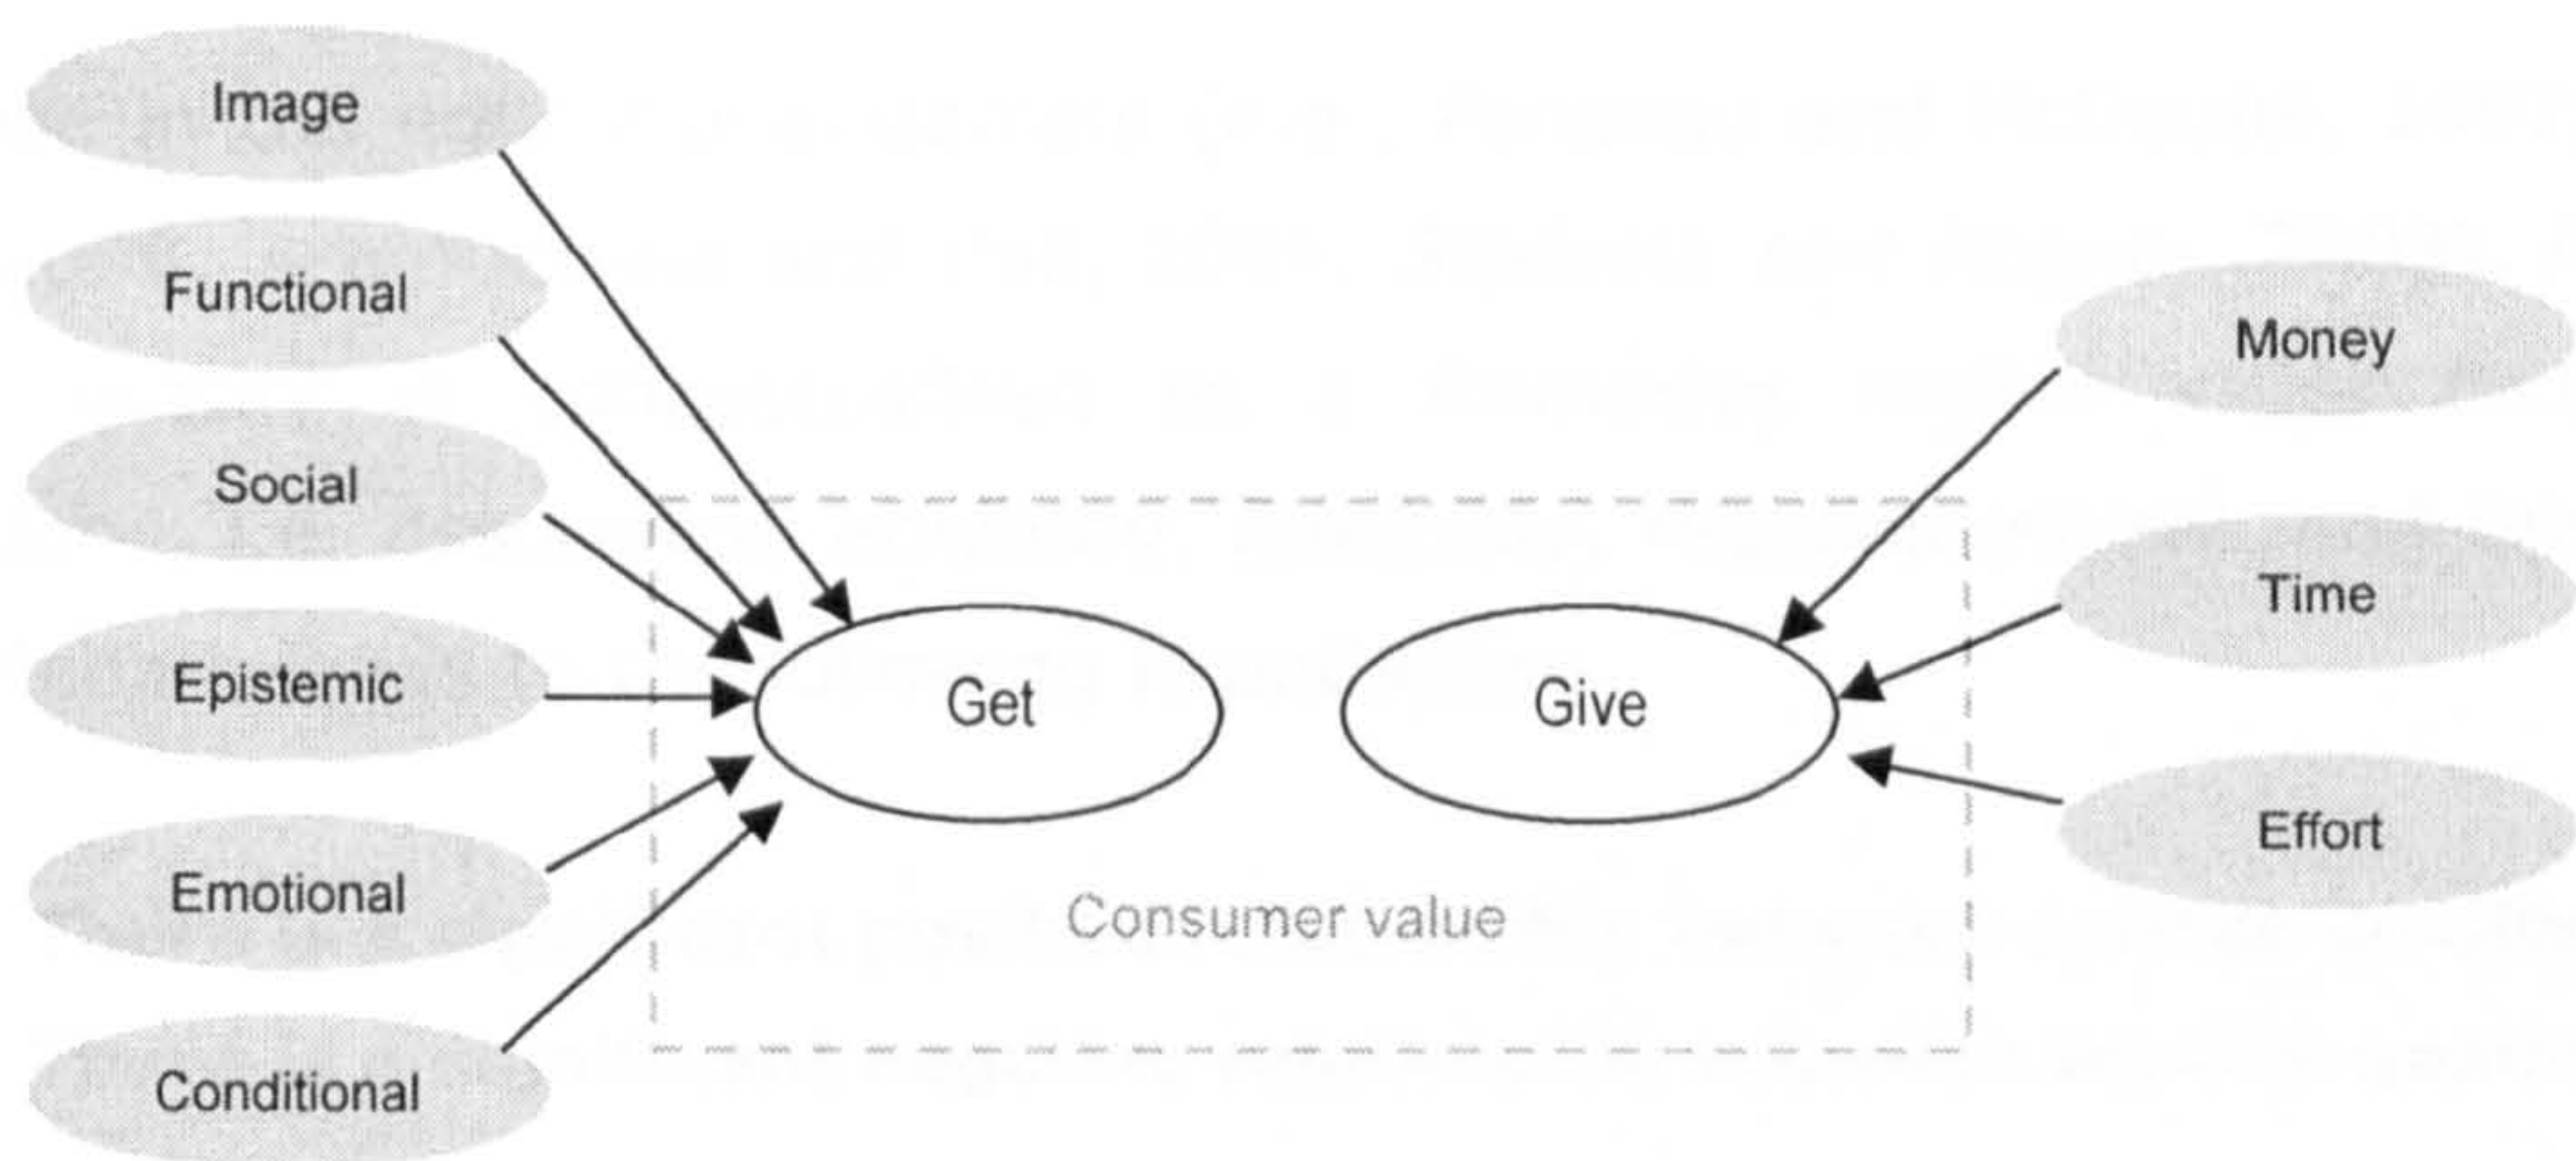 Image
Functional
Social
Epistemic
Emotional
Conditional
Get
Give
Consumer value
Money
Time
Effort